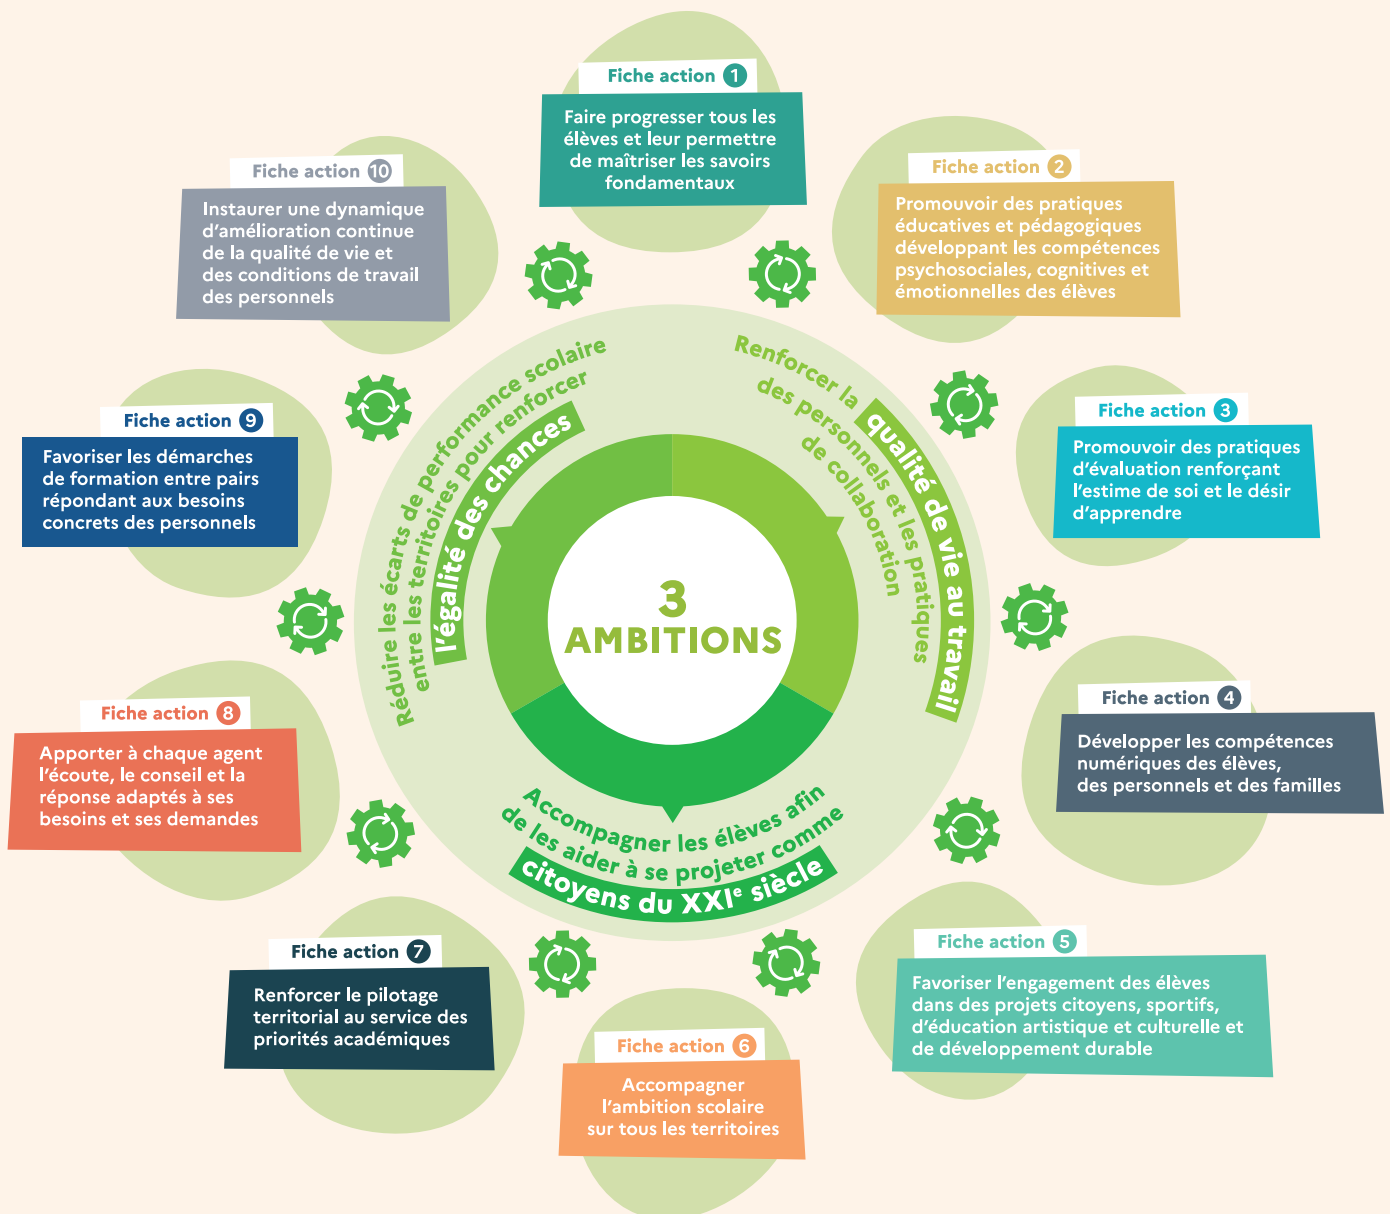 Fiche action 1
Faire progresser tous les
élèves et leur permettre
de maîtriser les savoirs
fondamentaux
Fiche action 2
Promouvoir des pratiques
éducatives et pédagogiques
développant les compétences
psychosociales, cognitives et
émotionnelles des élèves
Fiche action 3
Promouvoir des pratiques
d'évaluation renforçant
l'estime de soi et le désir
d'apprendre
Fiche action 4
Développer les compétences
numériques des élèves,
des personnels et des familles
Fiche action 5
Favoriser l'engagement des élèves
dans des projets citoyens, sportifs,
d'éducation artistique et culturelle et
de développement durable
Fiche action 6
Accompagner
l'ambition scolaire
sur tous les territoires
Fiche action 7
Renforcer le pilotage
territorial au service des
priorités académiques
Fiche action 8
Apporter à chaque agent
l'écoute, le conseil et la
réponse adaptés à ses
besoins et ses demandes
Fiche action 9
Favoriser les démarches
de formation entre pairs
répondant aux besoins
concrets des personnels
Fiche action 10
Instaurer une dynamique
d'amélioration continue
de la qualité de vie et
des conditions de travail
des personnels
Réduire les écarts de performance scolaire
entre les territoires pour renforcer
l'égalité des chances
Renforcer la
qualité de vie au travail
des personnels et les pratiques
de collaboration
3
AMBITIONS
Accompagner les élèves afin
de les aider à se projeter comme
citoyens du XXIe siècle